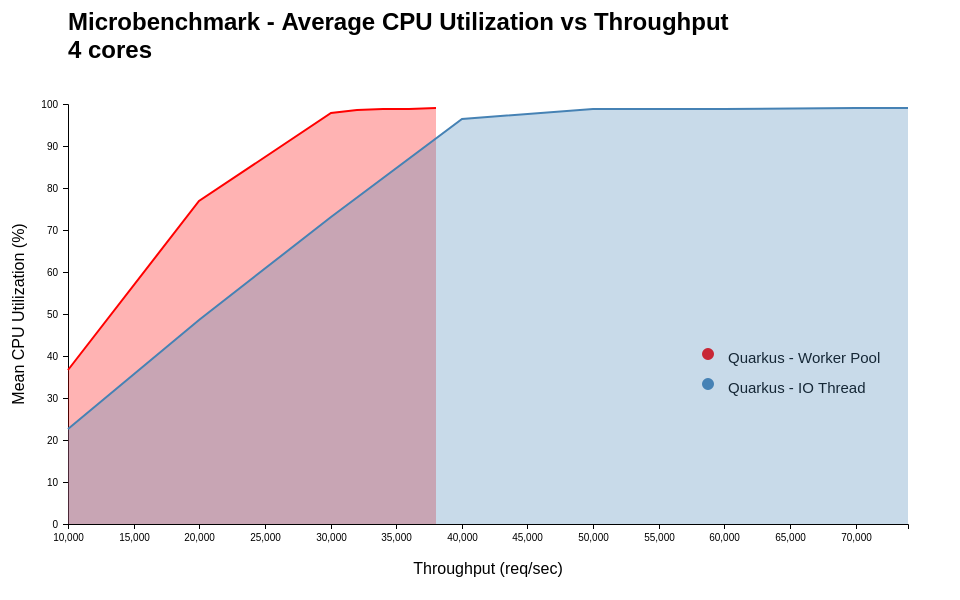 Microbenchmark - Average CPU Utilization vs Throughput
4 cores
Mean CPU Utilization (%)
100
90
80
70
60
50
40
30
20
10
0
Quarkus - Worker Pool
Quarkus - IO Thread
10,000 15,000 20,000 25,000 30,000 35,000 40,000 45,000 50,000 55,000 60,000 65,000 70,000
Throughput (req/sec)